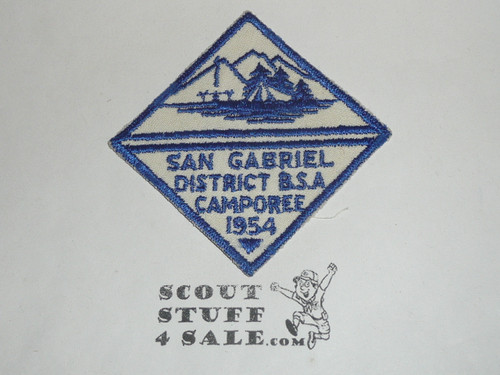 SAN GABRIEL
DISTRICT B.S.A
CAMPOREE
1954
SCOUT
STUFF
4 SALE.COM